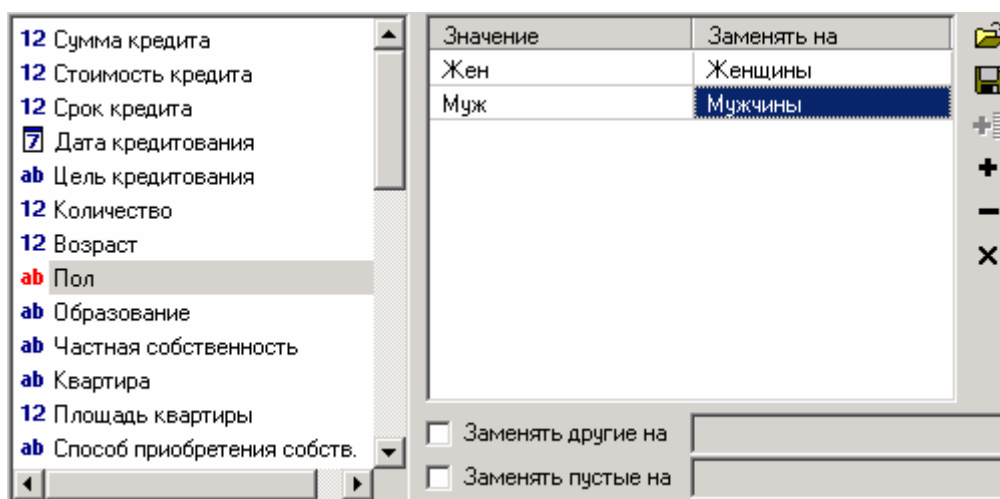 12 Сумма кредита
12 Стоимость кредита
12 Срок кредита
7 Дата кредитования
ab Цель кредитования
12 Количество
12 Возраст
ab Пол
ab Образование
ab Частная собственность
ab Квартира
12 Площадь квартиры
ab Способ приобретения собств.
Значение Заменять на
Жен Женщины
Муж Мужчины
Заменять другие на
Заменять пустые на